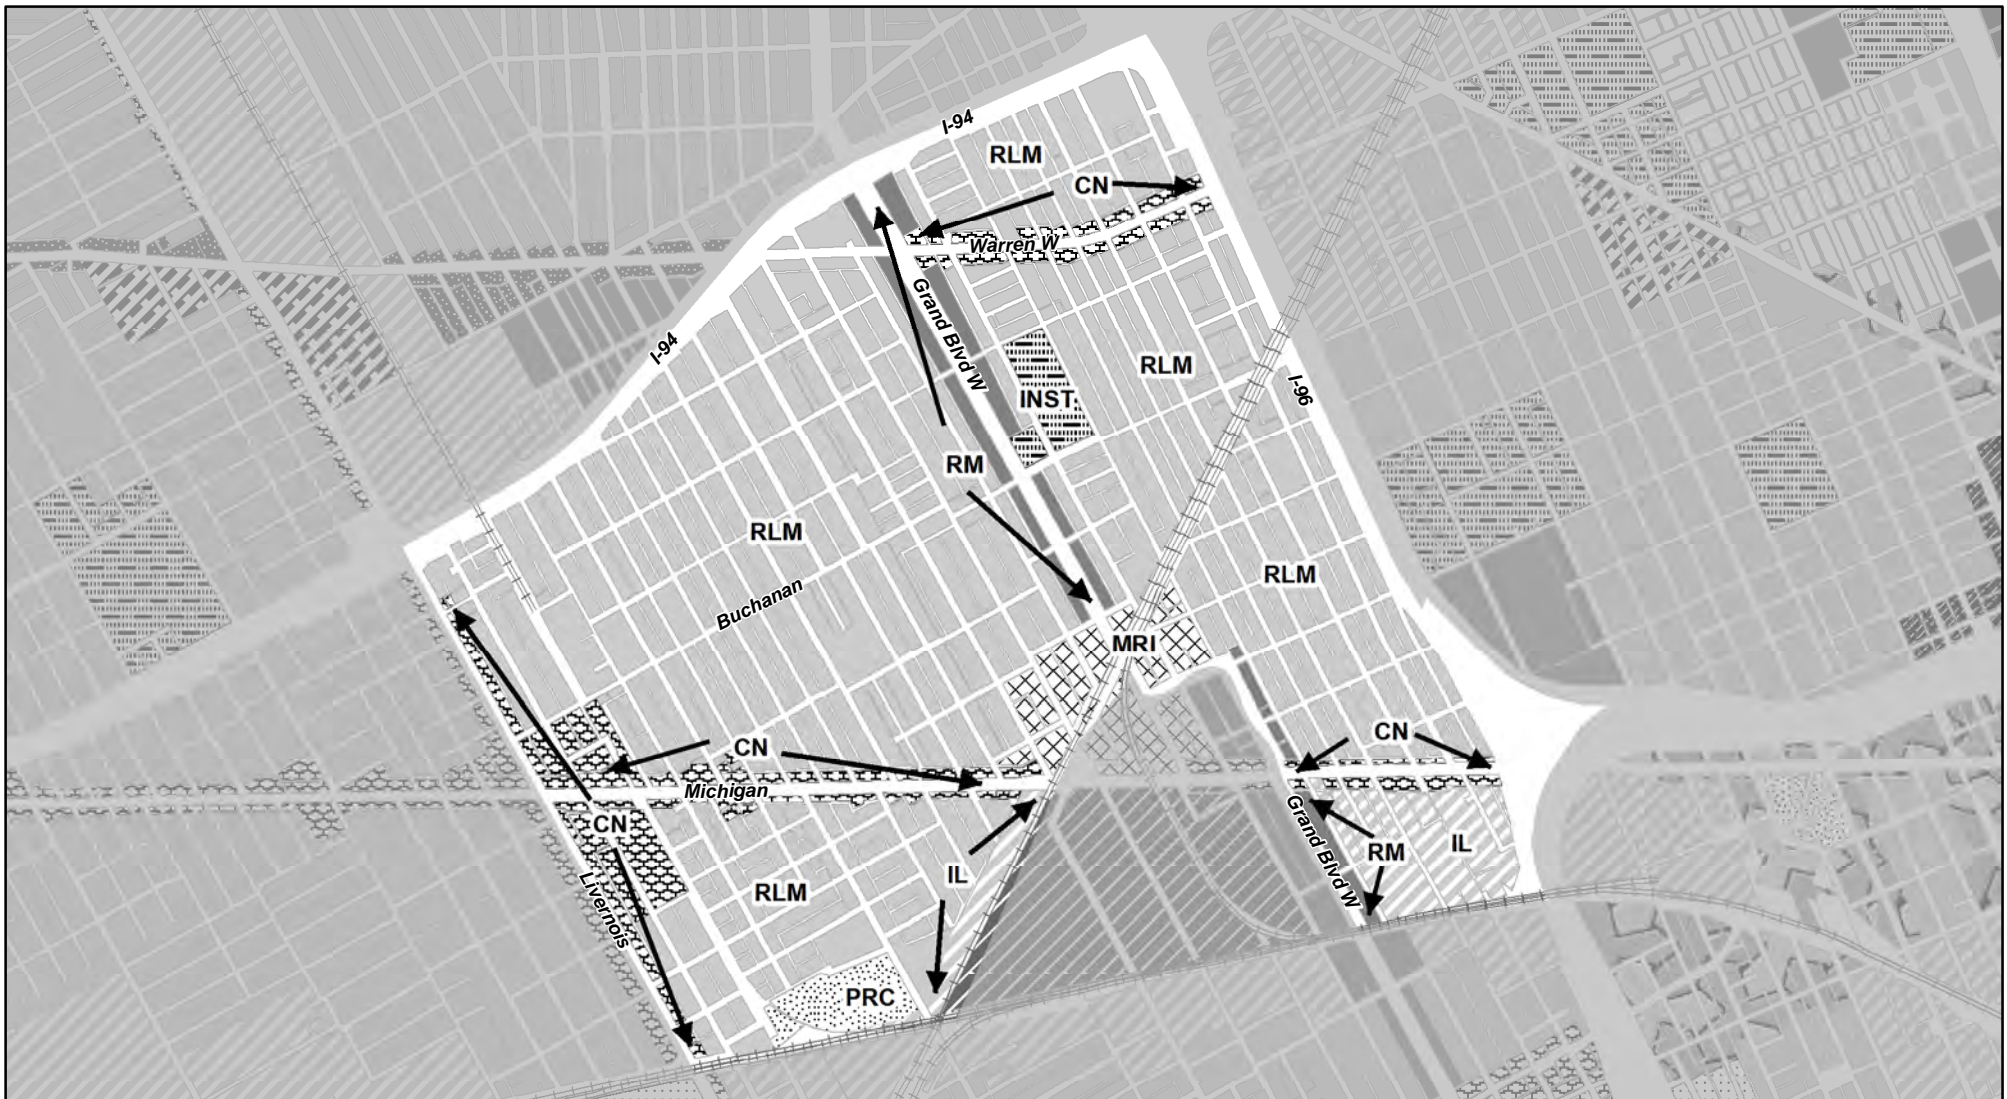 I-94
RLM
CN
Warren W
Grand Blvd W
I-94
RLM
I-96
INST
RM
RLM
RLM
Buchanan
MRI
CN
CN
Michigan
Grand Blvd W
CN
RM
IL
IL
Livernois
RLM
PRC